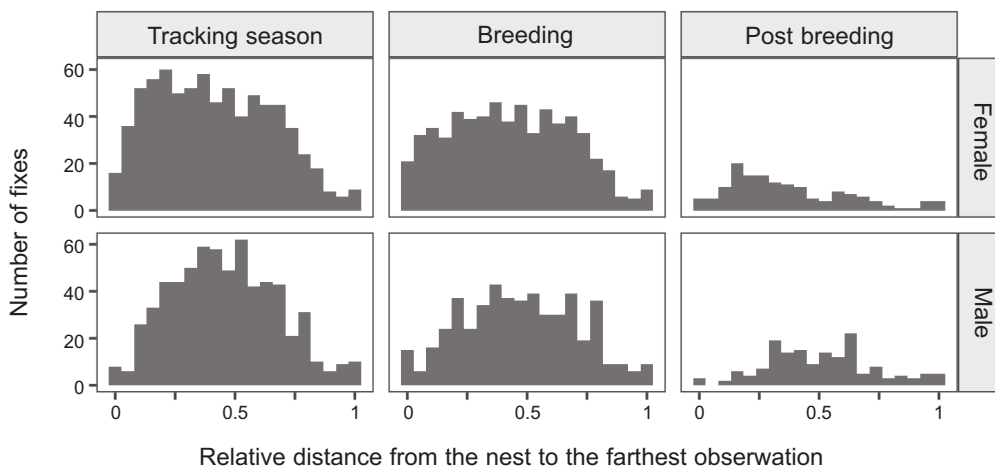 Tracking season
Breeding
Post breeding
60
40
20
0
Female
60
40
20
0
Male
Number of fixes
0
0.5
1
0
0.5
1
0
0.5
1
Relative distance from the nest to the farthest obserwation